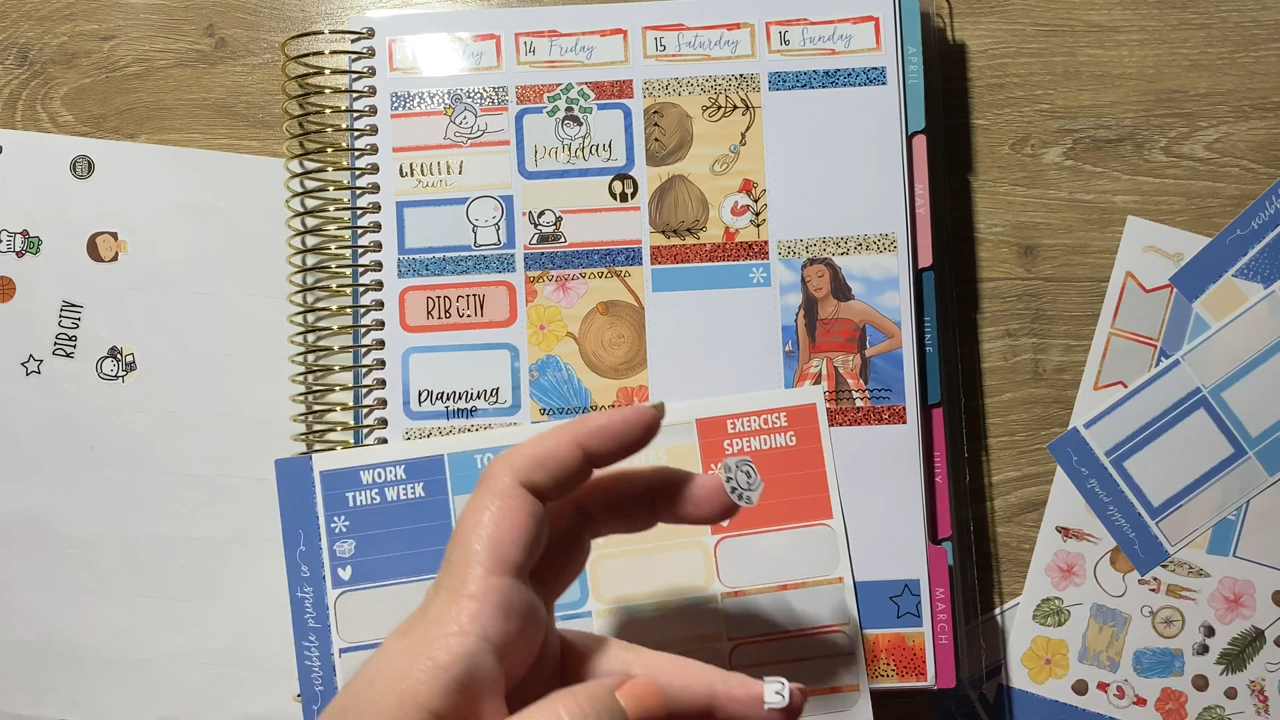 14 Friday
15 Saturday
16 Sunday
payday
GROCERY
run
RIB CITY
Planning
Time
RIB CITY
WORK
THIS WEEK
EXERCISE
SPENDING
scribble prints co
scribble prints co
APRIL
MAY
JUNE
JULY
MARCH